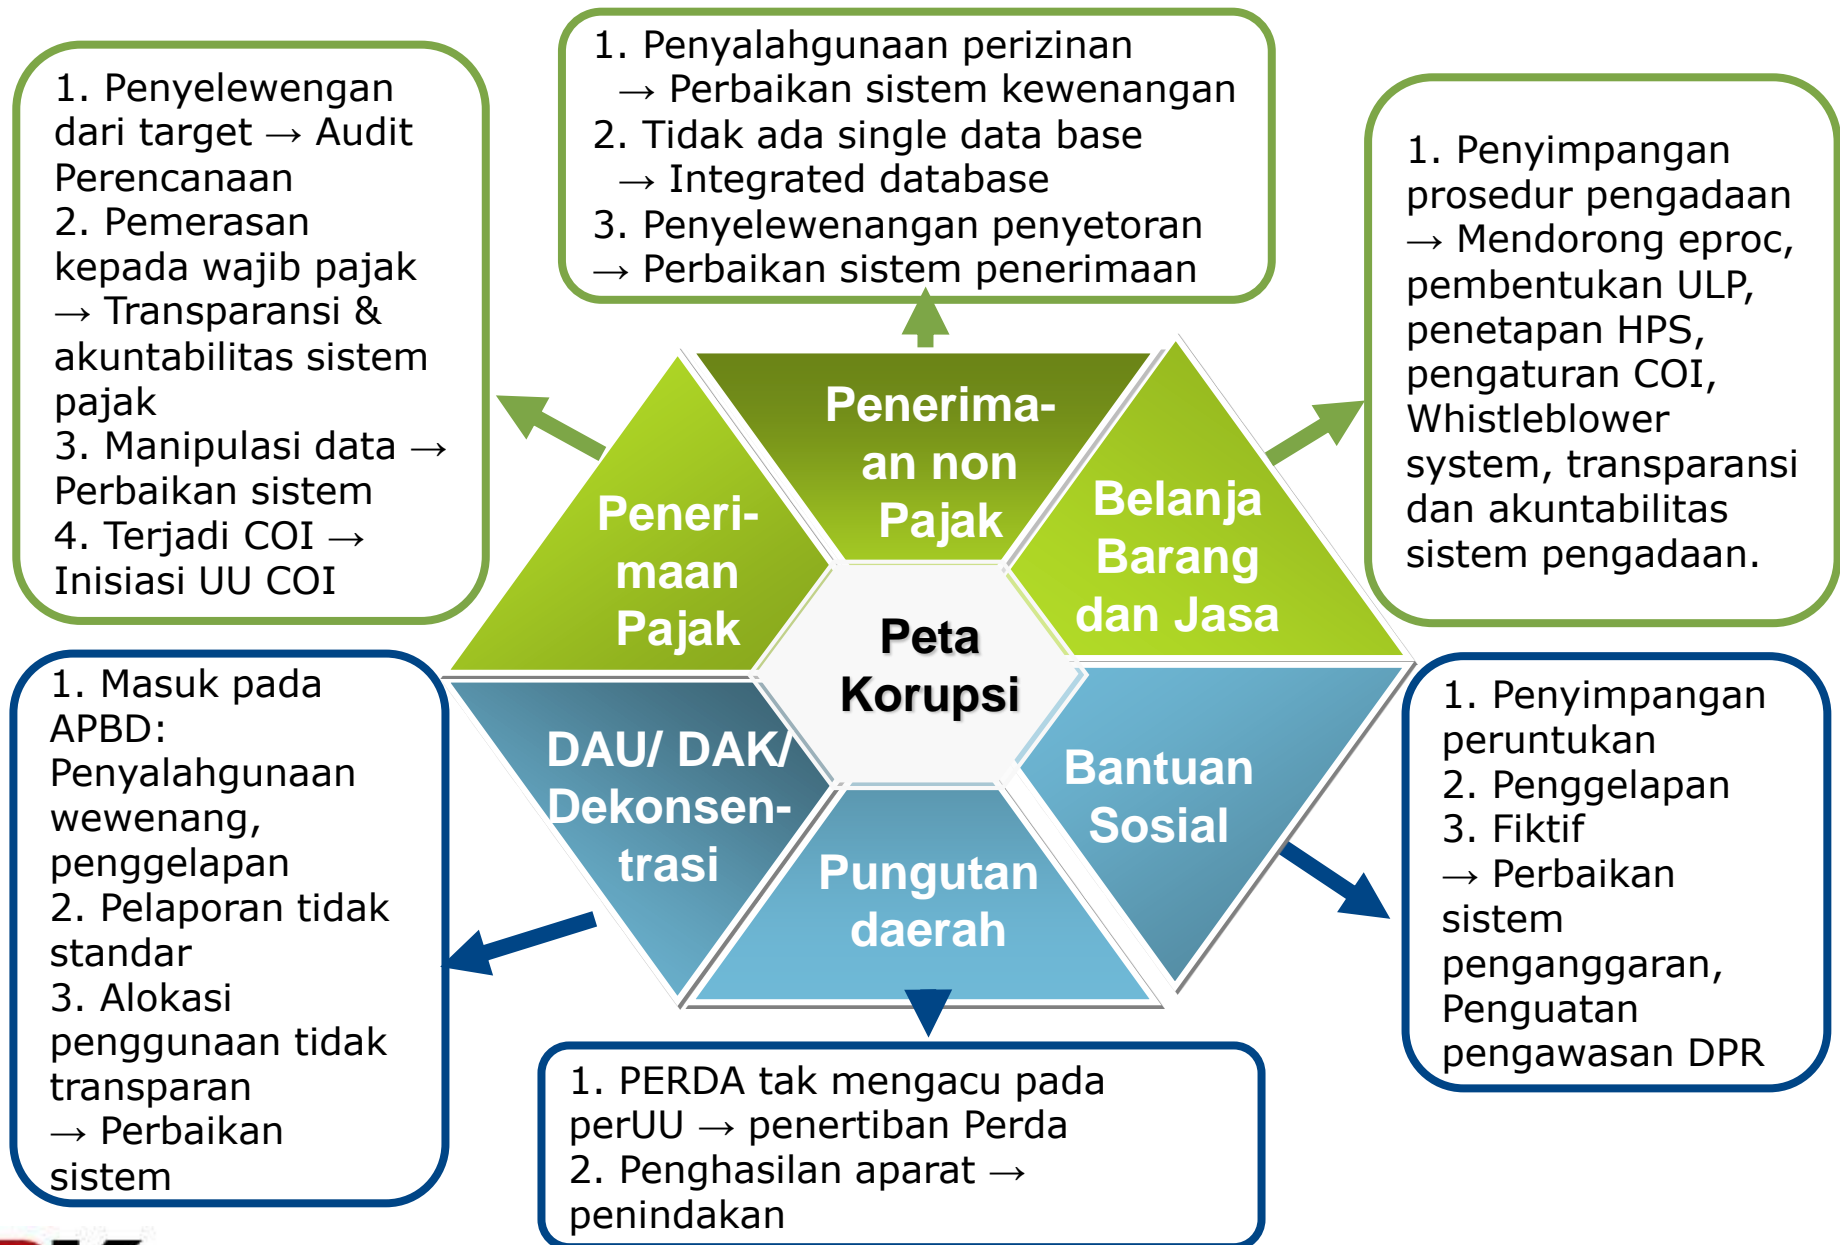 1. Penyelewengan
dari target → Audit
Perencanaan
2. Pemerasan
kepada wajib pajak
→ Transparansi &
akuntabilitas sistem
pajak
3. Manipulasi data →
Perbaikan sistem
4. Terjadi COI →
Inisiasi UU COI
1. Penyalahgunaan perizinan
→ Perbaikan sistem kewenangan
2. Tidak ada single data base
→ Integrated database
3. Penyelewenangan penyetoran
→ Perbaikan sistem penerimaan
1. Penyimpangan
prosedur pengadaan
→ Mendorong eproc,
pembentukan ULP,
penetapan HPS,
pengaturan COI,
Whistleblower
system, transparansi
dan akuntabilitas
sistem pengadaan.
Peneri-
maan
Pajak
Penerima-
an non
Pajak
Belanja
Barang
dan Jasa
Peta
Korupsi
DAU/ DAK/
Dekonsen-
trasi
Pungutan
daerah
Bantuan
Sosial
1. Masuk pada
APBD:
Penyalahgunaan
wewenang,
penggelapan
2. Pelaporan tidak
standar
3. Alokasi
penggunaan tidak
transparan
→ Perbaikan
sistem
1. PERDA tak mengacu pada
perUU → penertiban Perda
2. Penghasilan aparat →
penindakan
1. Penyimpangan
peruntukan
2. Penggelapan
3. Fiktif
→ Perbaikan
sistem
penganggaran,
Penguatan
pengawasan DPR